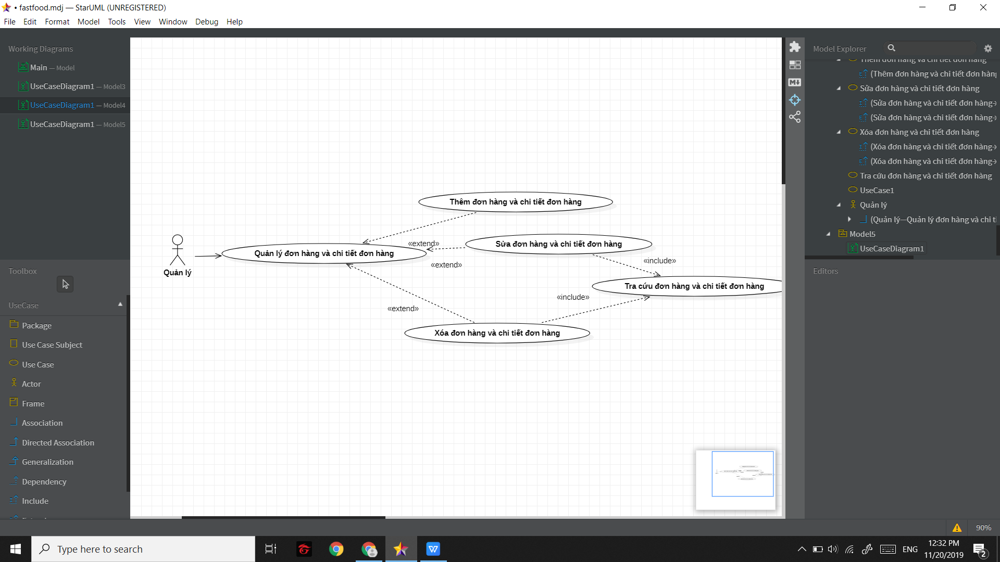 • fastfood.mdj — StarUML (UNREGISTERED)
File Edit Format Model Tools View Window Debug Help
Working Diagrams
Main — Model
UseCaseDiagram1 — Model3
UseCaseDiagram1 — Model4
UseCaseDiagram1 — Model5
Toolbox
UseCase
Package
Use Case Subject
Use Case
Actor
Frame
Association
Directed Association
Generalization
Dependency
Include
Thêm đơn hàng và chi tiết đơn hàng
«extend»
Sửa đơn hàng và chi tiết đơn hàng
Quản lý đơn hàng và chi tiết đơn hàng
«extend»
«include»
Quản lý
Tra cứu đơn hàng và chi tiết đơn hàng
«include»
«extend»
Xóa đơn hàng và chi tiết đơn hàng
M↓
Model Explorer
Thêm đơn hàng và chi tiết đơn hàng
(Thêm đơn hàng và chi tiết đơn hàng
Sửa đơn hàng và chi tiết đơn hàng
(Sửa đơn hàng và chi tiết đơn hàng→
(Sửa đơn hàng và chi tiết đơn hàng→
Xóa đơn hàng và chi tiết đơn hàng
(Xóa đơn hàng và chi tiết đơn hàng→
(Xóa đơn hàng và chi tiết đơn hàng→
Tra cứu đơn hàng và chi tiết đơn hàng
UseCase1
Quản lý
(Quản lý—Quản lý đơn hàng và chi ti
Model5
UseCaseDiagram1
Editors
90%
Type here to search
W
ENG
12:32 PM
11/20/2019
2